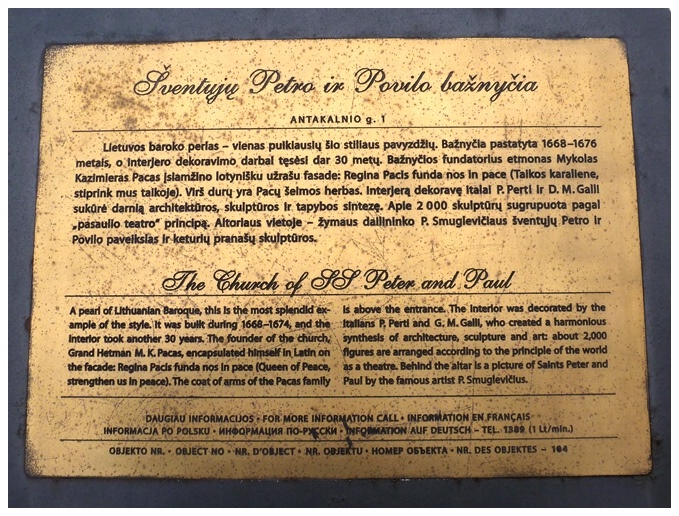 Šventųjų Petro ir Povilo bažnyčia
ANTAKALNIO g. 1
Lietuvos baroko perlas – vienas puikiausių šio stiliaus pavyzdžių. Bažnyčia pastatyta 1668–1676
metais, o interjero dekoravimo darbai tęsėsi dar 30 metų. Bažnyčios fundatorius etmonas Mykolas
Kazimieras Pacas įsiamžino lotynišku užrašu fasade: Regina Pacis funda nos in pace (Taikos karaliene,
stiprink mus taikoje). Virš durų yra Pacų šeimos herbas. Interjerą dekoravę italai P. Perti ir D. M. Galli
sukūrė darnią architektūros, skulptūros ir tapybos sintezę. Apie 2 000 skulptūrų sugrupuota pagal
„pasaulio teatro“ principą. Altoriaus vietoje – žymaus dailininko P. Smuglevičiaus šventųjų Petro ir
Povilo paveikslas ir keturių pranašų skulptūros.
The Church of SS Peter and Paul
A pearl of Lithuanian Baroque, this is the most splendid ex-
ample of the style. It was built during 1668–1674, and the
interior took another 30 years. The founder of the church,
Grand Hetman M. K. Pacas, encapsulated himself in Latin on
the facade: Regina Pacis funda nos in pace (Queen of Peace,
strengthen us in peace). The coat of arms of the Pacas family
is above the entrance. The interior was decorated by the
Italians P. Perti and G. M. Galli, who created a harmonious
synthesis of architecture, sculpture and art: about 2,000
figures are arranged according to the principle of the world
as a theatre. Behind the altar is a picture of Saints Peter and
Paul by the famous artist P. Smuglevičius.
DAUGIAU INFORMACIJOS • FOR MORE INFORMATION CALL • INFORMATION EN FRANÇAIS
INFORMACJA PO POLSKU • ИНФОРМАЦИЯ ПО-РУССКИ • INFORMATION AUF DEUTSCH – TEL. 1389 (1 Lt/min.)
OBJEKTO NR. • OBJECT NO • NR. D'OBJECT • NR. OBJEKTU • НОМЕР ОБЪЕКТА • NR. DES OBJEKTES – 104